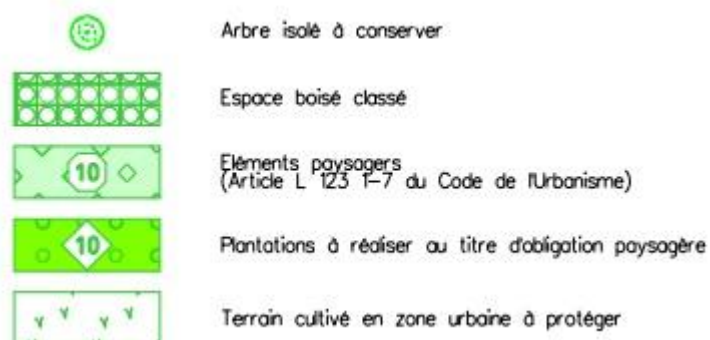 Arbre isolé à conserver
Espace boisé classé
10
Eléments paysagers
(Article L 123 1-7 du Code de l'Urbanisme)
10
Plantations à réaliser au titre d'obligation paysagère
Terrain cultivé en zone urbaine à protéger